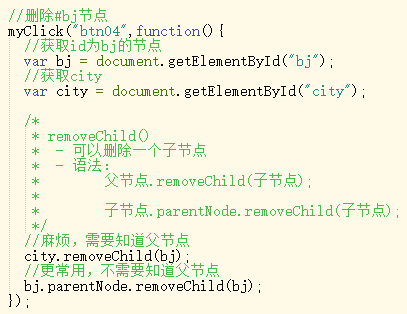 //删除#bj节点
myClick("btn04",function(){
//获取id为bj的节点
var bj = document.getElementById("bj");
//获取city
var city = document.getElementById("city");
/*
* removeChild()
* - 可以删除一个子节点
* - 语法：
* 父节点.removeChild(子节点);
*
* 子节点.parentNode.removeChild(子节点);
*/
//麻烦，需要知道父节点
city.removeChild(bj);
//更常用，不需要知道父节点
bj.parentNode.removeChild(bj);
});